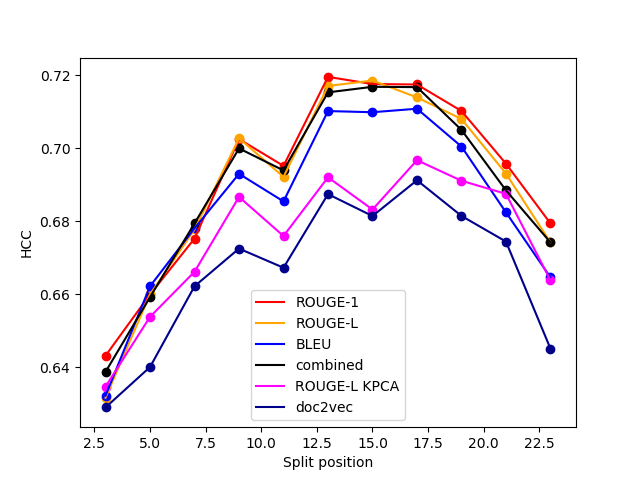 0.72
0.70
0.68
0.66
0.64
HCC
ROUGE-1
ROUGE-L
BLEU
combined
ROUGE-L KPCA
doc2vec
2.5 5.0 7.5 10.0 12.5 15.0 17.5 20.0 22.5
Split position